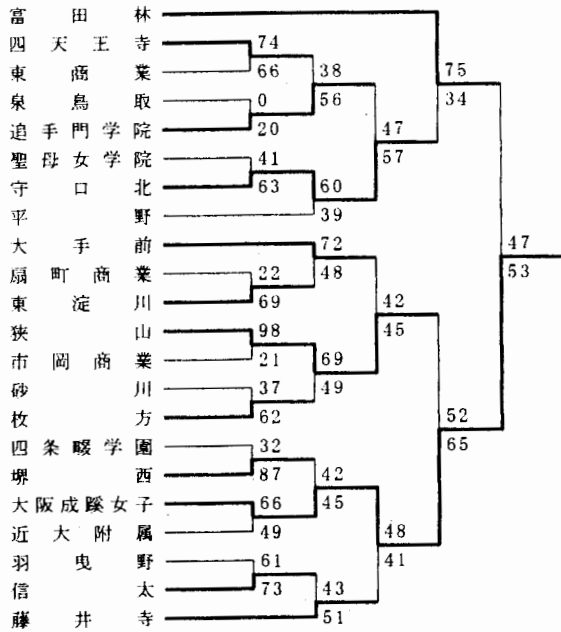 富田林
四天王寺 74
東商業 66 38 75
泉鳥取 0 56 34
追手門学院 20 47
聖母女学院 41 57
守口北 63 60
平野 39
大手前 72 47
扇町商業 22 48 53
東淀川 69 42
狭山 98 45
市岡商業 21 69
砂川 37 49
枚方 62 52
四条畷学園 32 65
堺西 87 42
大阪成蹊女子 66 45
近大附属 49 48
羽曳野 61 41
信太 73 43
藤井寺 51